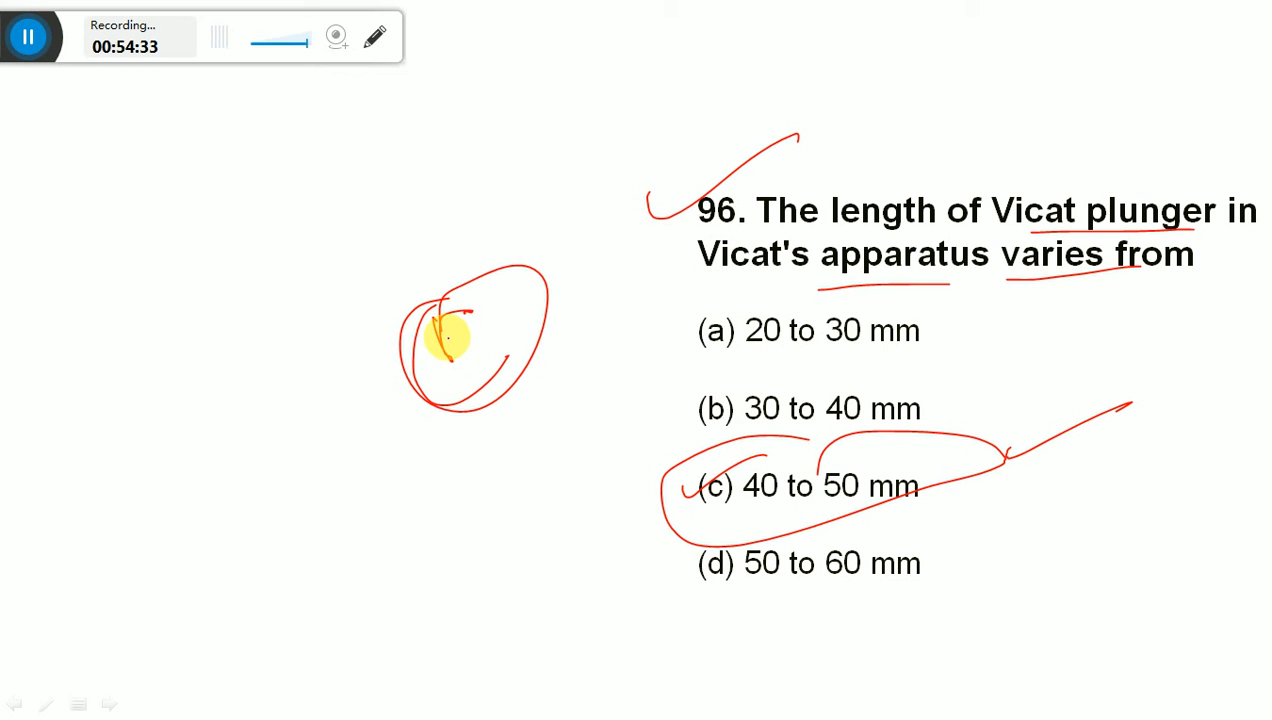 Recording...
00:54:33
96. The length of Vicat plunger in
Vicat's apparatus varies from
(a) 20 to 30 mm
(b) 30 to 40 mm
(c) 40 to 50 mm
(d) 50 to 60 mm